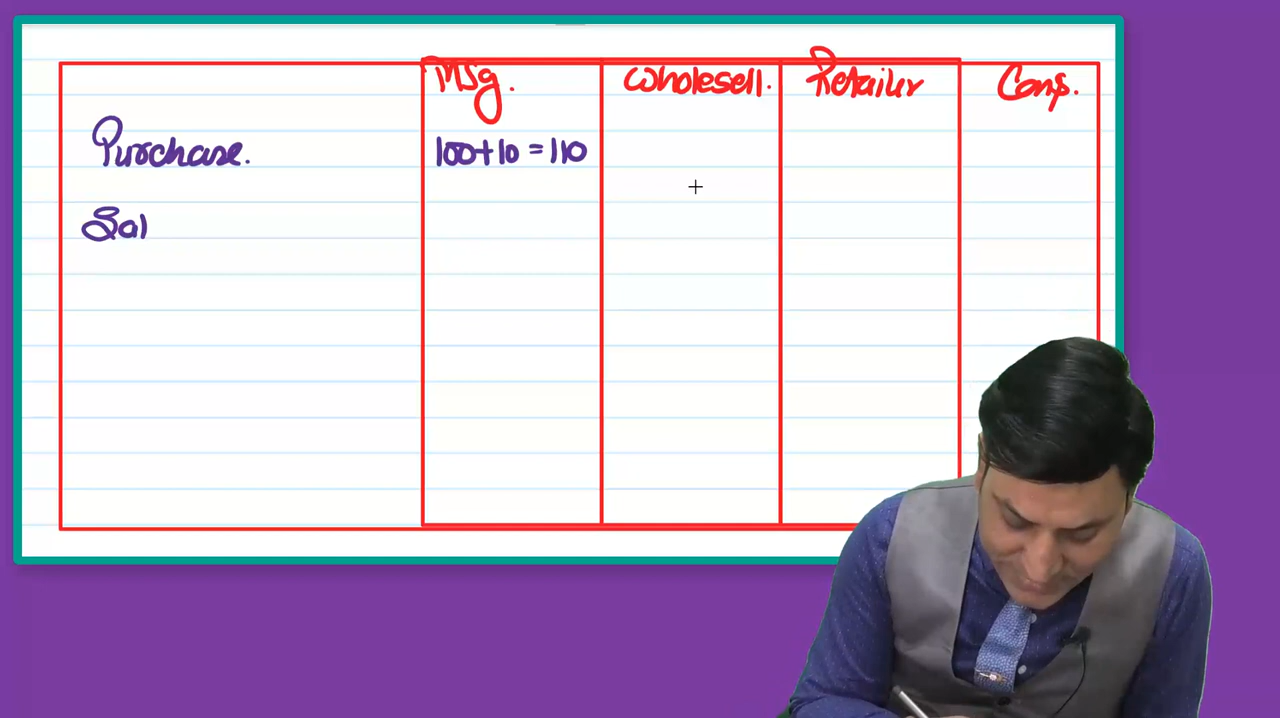 Mfg. Wholesell. Retailer Cons.
Purchase. 100+10 = 110
Sal